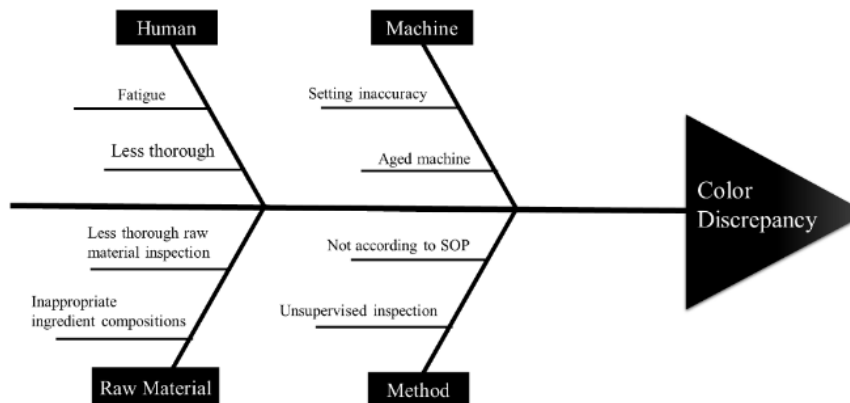 Human
Machine
Fatigue
Setting inaccuracy
Less thorough
Aged machine
Color
Discrepancy
Less thorough raw
material inspection
Not according to SOP
Inappropriate
ingredient compositions
Unsupervised inspection
Raw Material
Method